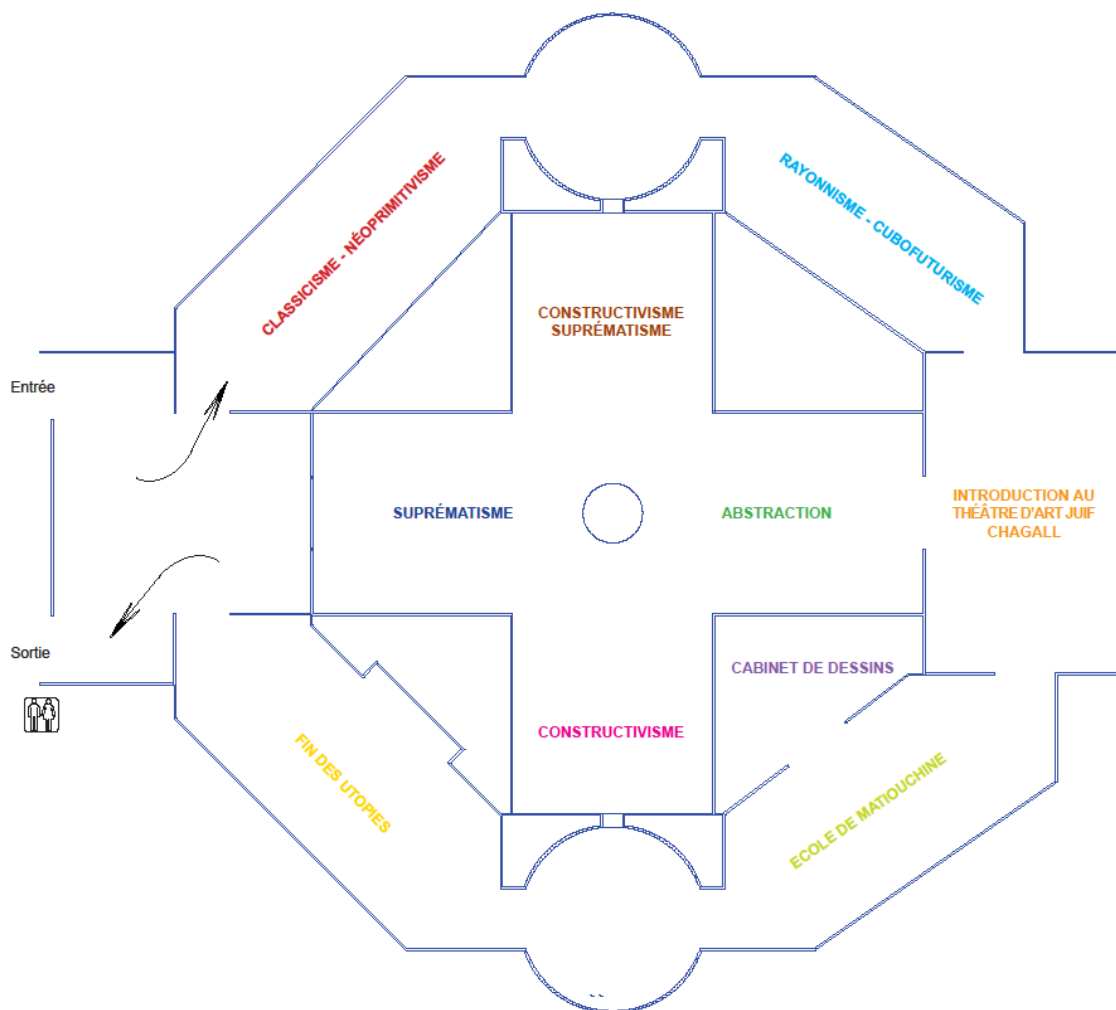 CLASSICISME - NÉOPRIMITIVISME
RAYONNISME - CUBOFUTURISME
CONSTRUCTIVISME
SUPRÉMATISME
Entrée
SUPRÉMATISME
ABSTRACTION
INTRODUCTION AU
THÉÂTRE D'ART JUIF
CHAGALL
Sortie
CABINET DE DESSINS
CONSTRUCTIVISME
FIN DES UTOPIES
ECOLE DE MATIOUCHINE